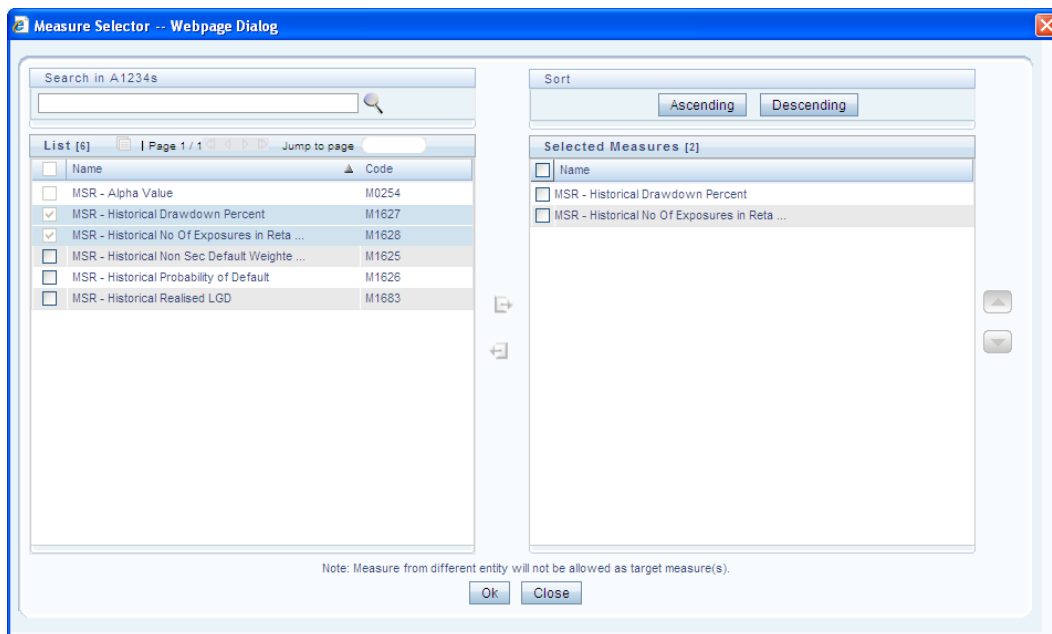 Measure Selector -- Webpage Dialog
Search in A1234s
List [6] Page 1 / 1 Jump to page
Name Code
MSR - Alpha Value M0254
MSR - Historical Drawdown Percent M1627
MSR - Historical No Of Exposures in Reta ... M1628
MSR - Historical Non Sec Default Weighte ... M1625
MSR - Historical Probability of Default M1626
MSR - Historical Realised LGD M1683
Sort
Ascending Descending
Selected Measures [2]
Name
MSR - Historical Drawdown Percent
MSR - Historical No Of Exposures in Reta ...
Note: Measure from different entity will not be allowed as target measure(s).
Ok Close